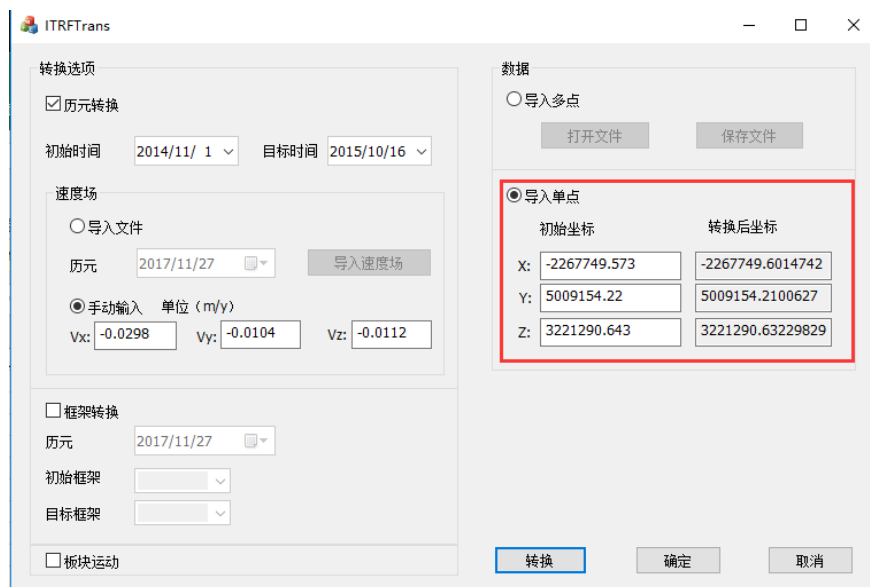 ITRFTrans
转换选项
历元转换
初始时间 2014/11/ 1 目标时间 2015/10/16
速度场
导入文件
历元 2017/11/27 导入速度场
手动输入 单位（m/y）
Vx: -0.0298 Vy: -0.0104 Vz: -0.0112
框架转换
历元 2017/11/27
初始框架
目标框架
板块运动
数据
导入多点
打开文件 保存文件
导入单点
初始坐标 转换后坐标
X: -2267749.573 -2267749.6014742
Y: 5009154.22 5009154.2100627
Z: 3221290.643 3221290.63229829
转换 确定 取消